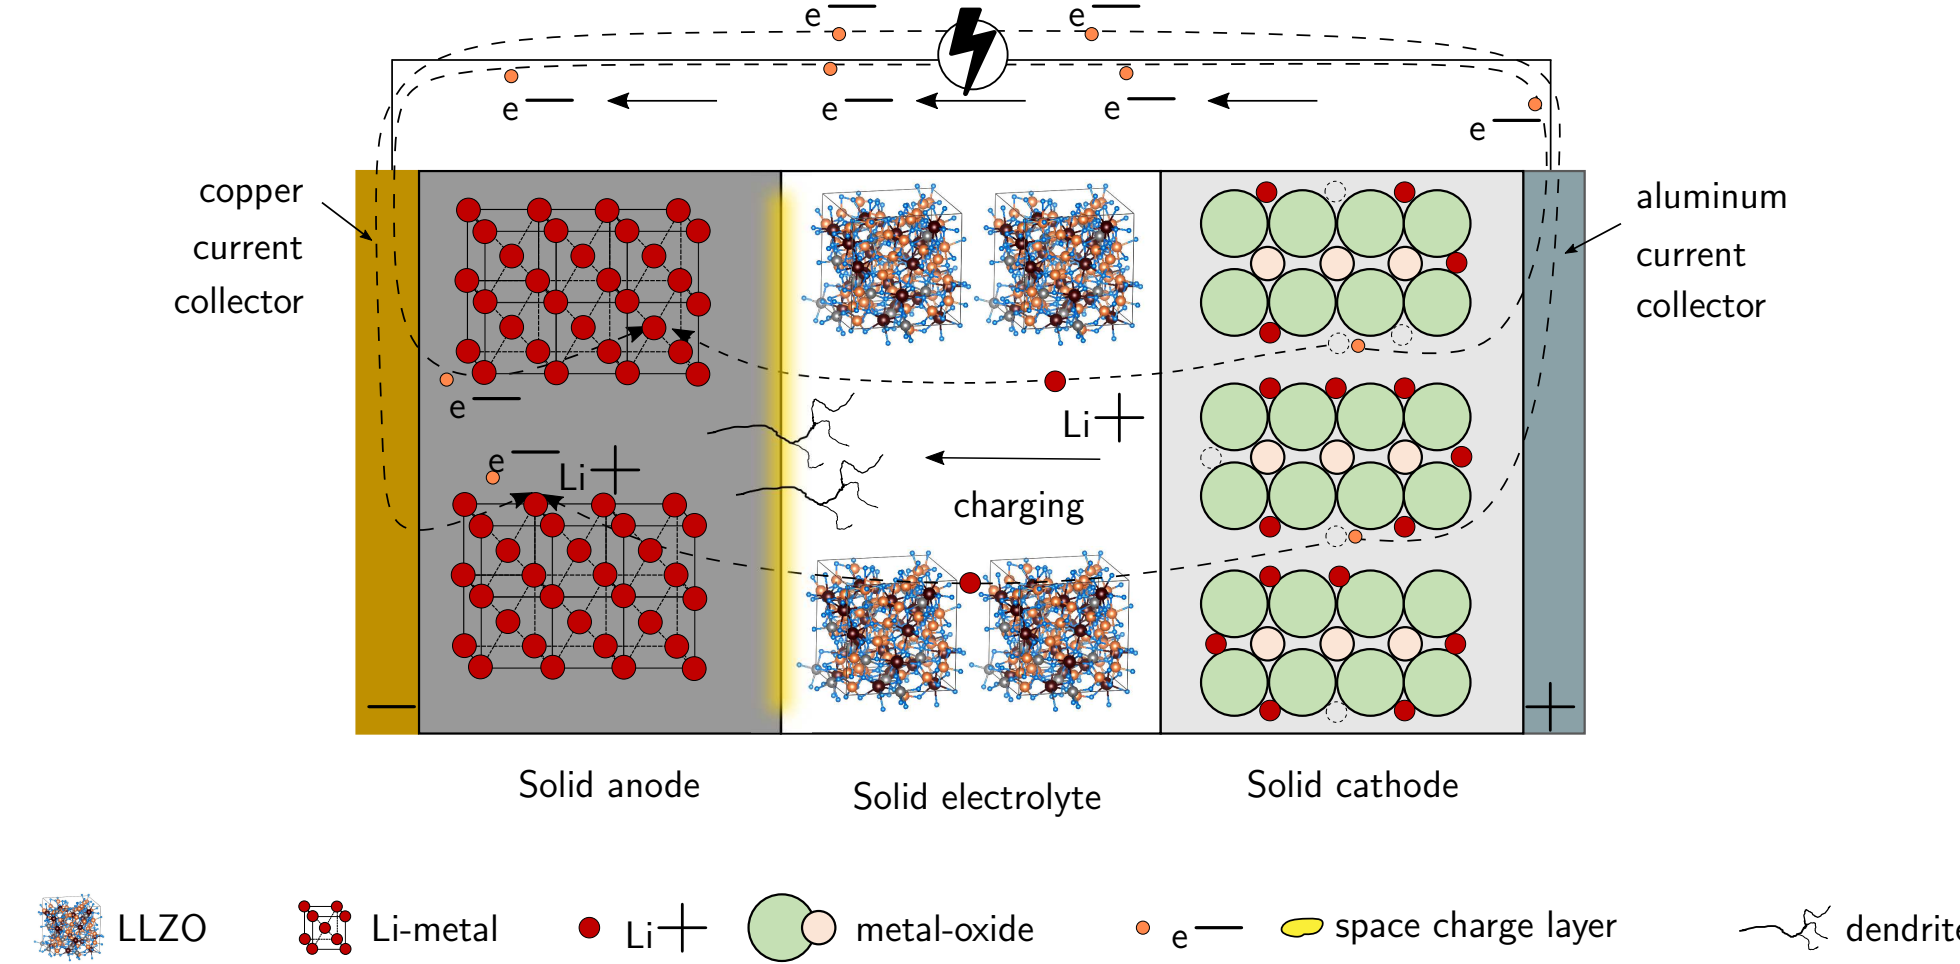 e−
e−
e−
e−
e−
e−
copper
current
collector
aluminum
current
collector
e−
Li+
e−
Li+
charging
−
+
Solid anode
Solid electrolyte
Solid cathode
LLZO
Li-metal
Li+
metal-oxide
e−
space charge layer
dendrite